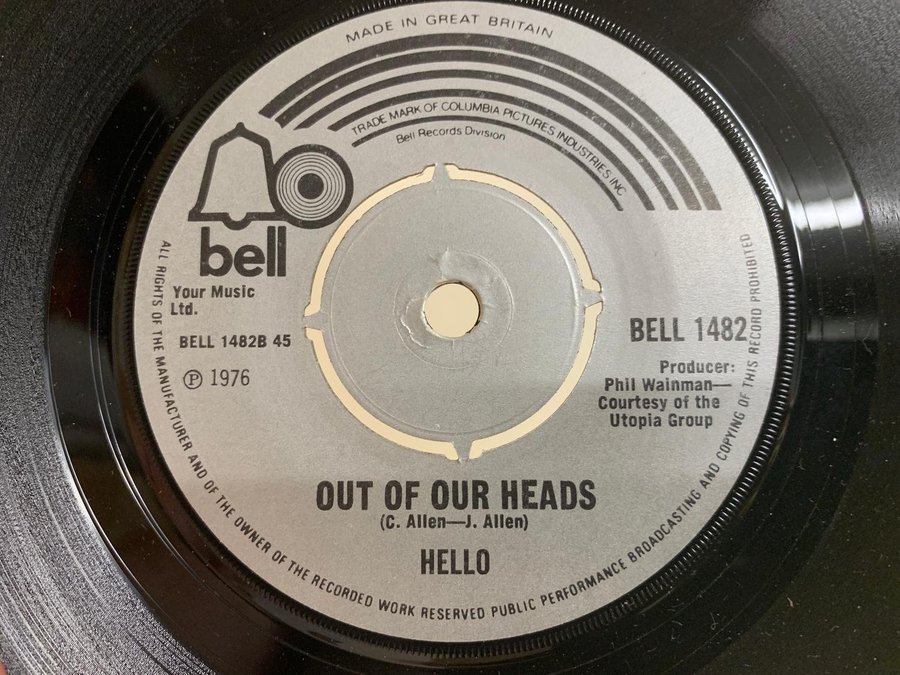 MADE IN GREAT BRITAIN
TRADE MARK OF COLUMBIA PICTURES INDUSTRIES INC
Bell Records Division
bell
Your Music
Ltd.
BELL 1482B 45
Ⓟ 1976
BELL 1482
Producer:
Phil Wainman—
Courtesy of the
Utopia Group
OUT OF OUR HEADS
(C. Allen—J. Allen)
HELLO
ALL RIGHTS OF THE MANUFACTURER AND OF THE OWNER OF THE RECORDED WORK RESERVED PUBLIC PERFORMANCE BROADCASTING AND COPYING OF THIS RECORD PROHIBITED